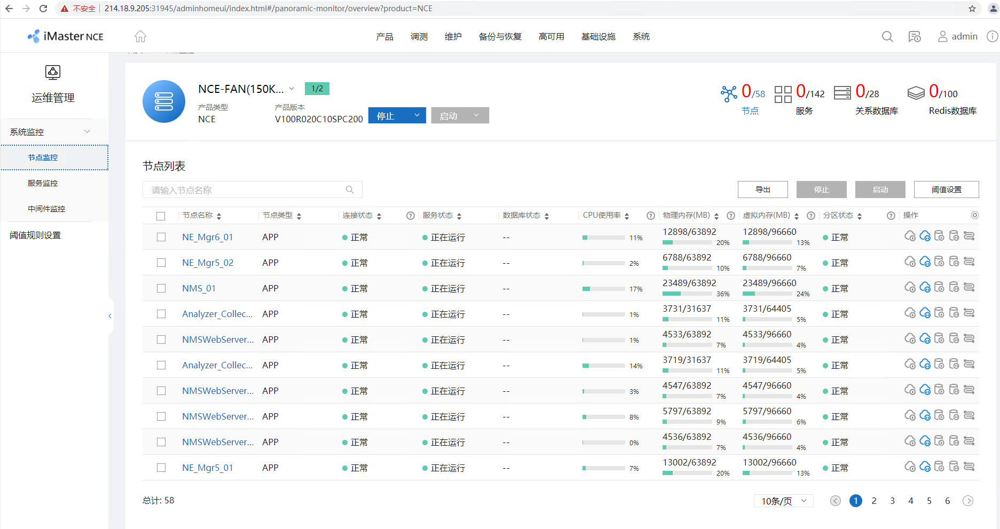 不安全 214.18.9.205:31945/adminhomeui/index.html#/panoramic-monitor/overview?product=NCE
iMaster NCE 产品 调测 维护 备份与恢复 高可用 基础设施 系统 admin
运维管理
系统监控
节点监控
服务监控
中间件监控
阈值规则设置
NCE-FAN(150K... 1/2
产品类型 产品版本
NCE V100R020C10SPC200 停止 启动
0/58 0/142 0/28 0/100
节点 服务 关系数据库 Redis数据库
节点列表
请输入节点名称 导出 停止 启动 阈值设置
节点名称 节点类型 连接状态 服务状态 数据库状态 CPU使用率 物理内存(MB) 虚拟内存(MB) 分区状态 操作
NE_Mgr6_01 APP 正常 正在运行 -- 11% 12898/63892 20% 12898/96660 13% 正常
NE_Mgr5_02 APP 正常 正在运行 -- 2% 6788/63892 10% 6788/96660 7% 正常
NMS_01 APP 正常 正在运行 -- 17% 23489/63892 36% 23489/96660 24% 正常
Analyzer_Collec... APP 正常 正在运行 -- 1% 3731/31637 11% 3731/64405 5% 正常
NMSWebServer... APP 正常 正在运行 -- 1% 4533/63892 7% 4533/96660 4% 正常
Analyzer_Collec... APP 正常 正在运行 -- 14% 3719/31637 11% 3719/64405 5% 正常
NMSWebServer... APP 正常 正在运行 -- 3% 4547/63892 7% 4547/96660 4% 正常
NMSWebServer... APP 正常 正在运行 -- 8% 5797/63892 9% 5797/96660 6% 正常
NMSWebServer... APP 正常 正在运行 -- 0% 4536/63892 7% 4536/96660 4% 正常
NE_Mgr5_01 APP 正常 正在运行 -- 7% 13002/63892 20% 13002/96660 13% 正常
总计: 58 10条/页 1 2 3 4 5 6